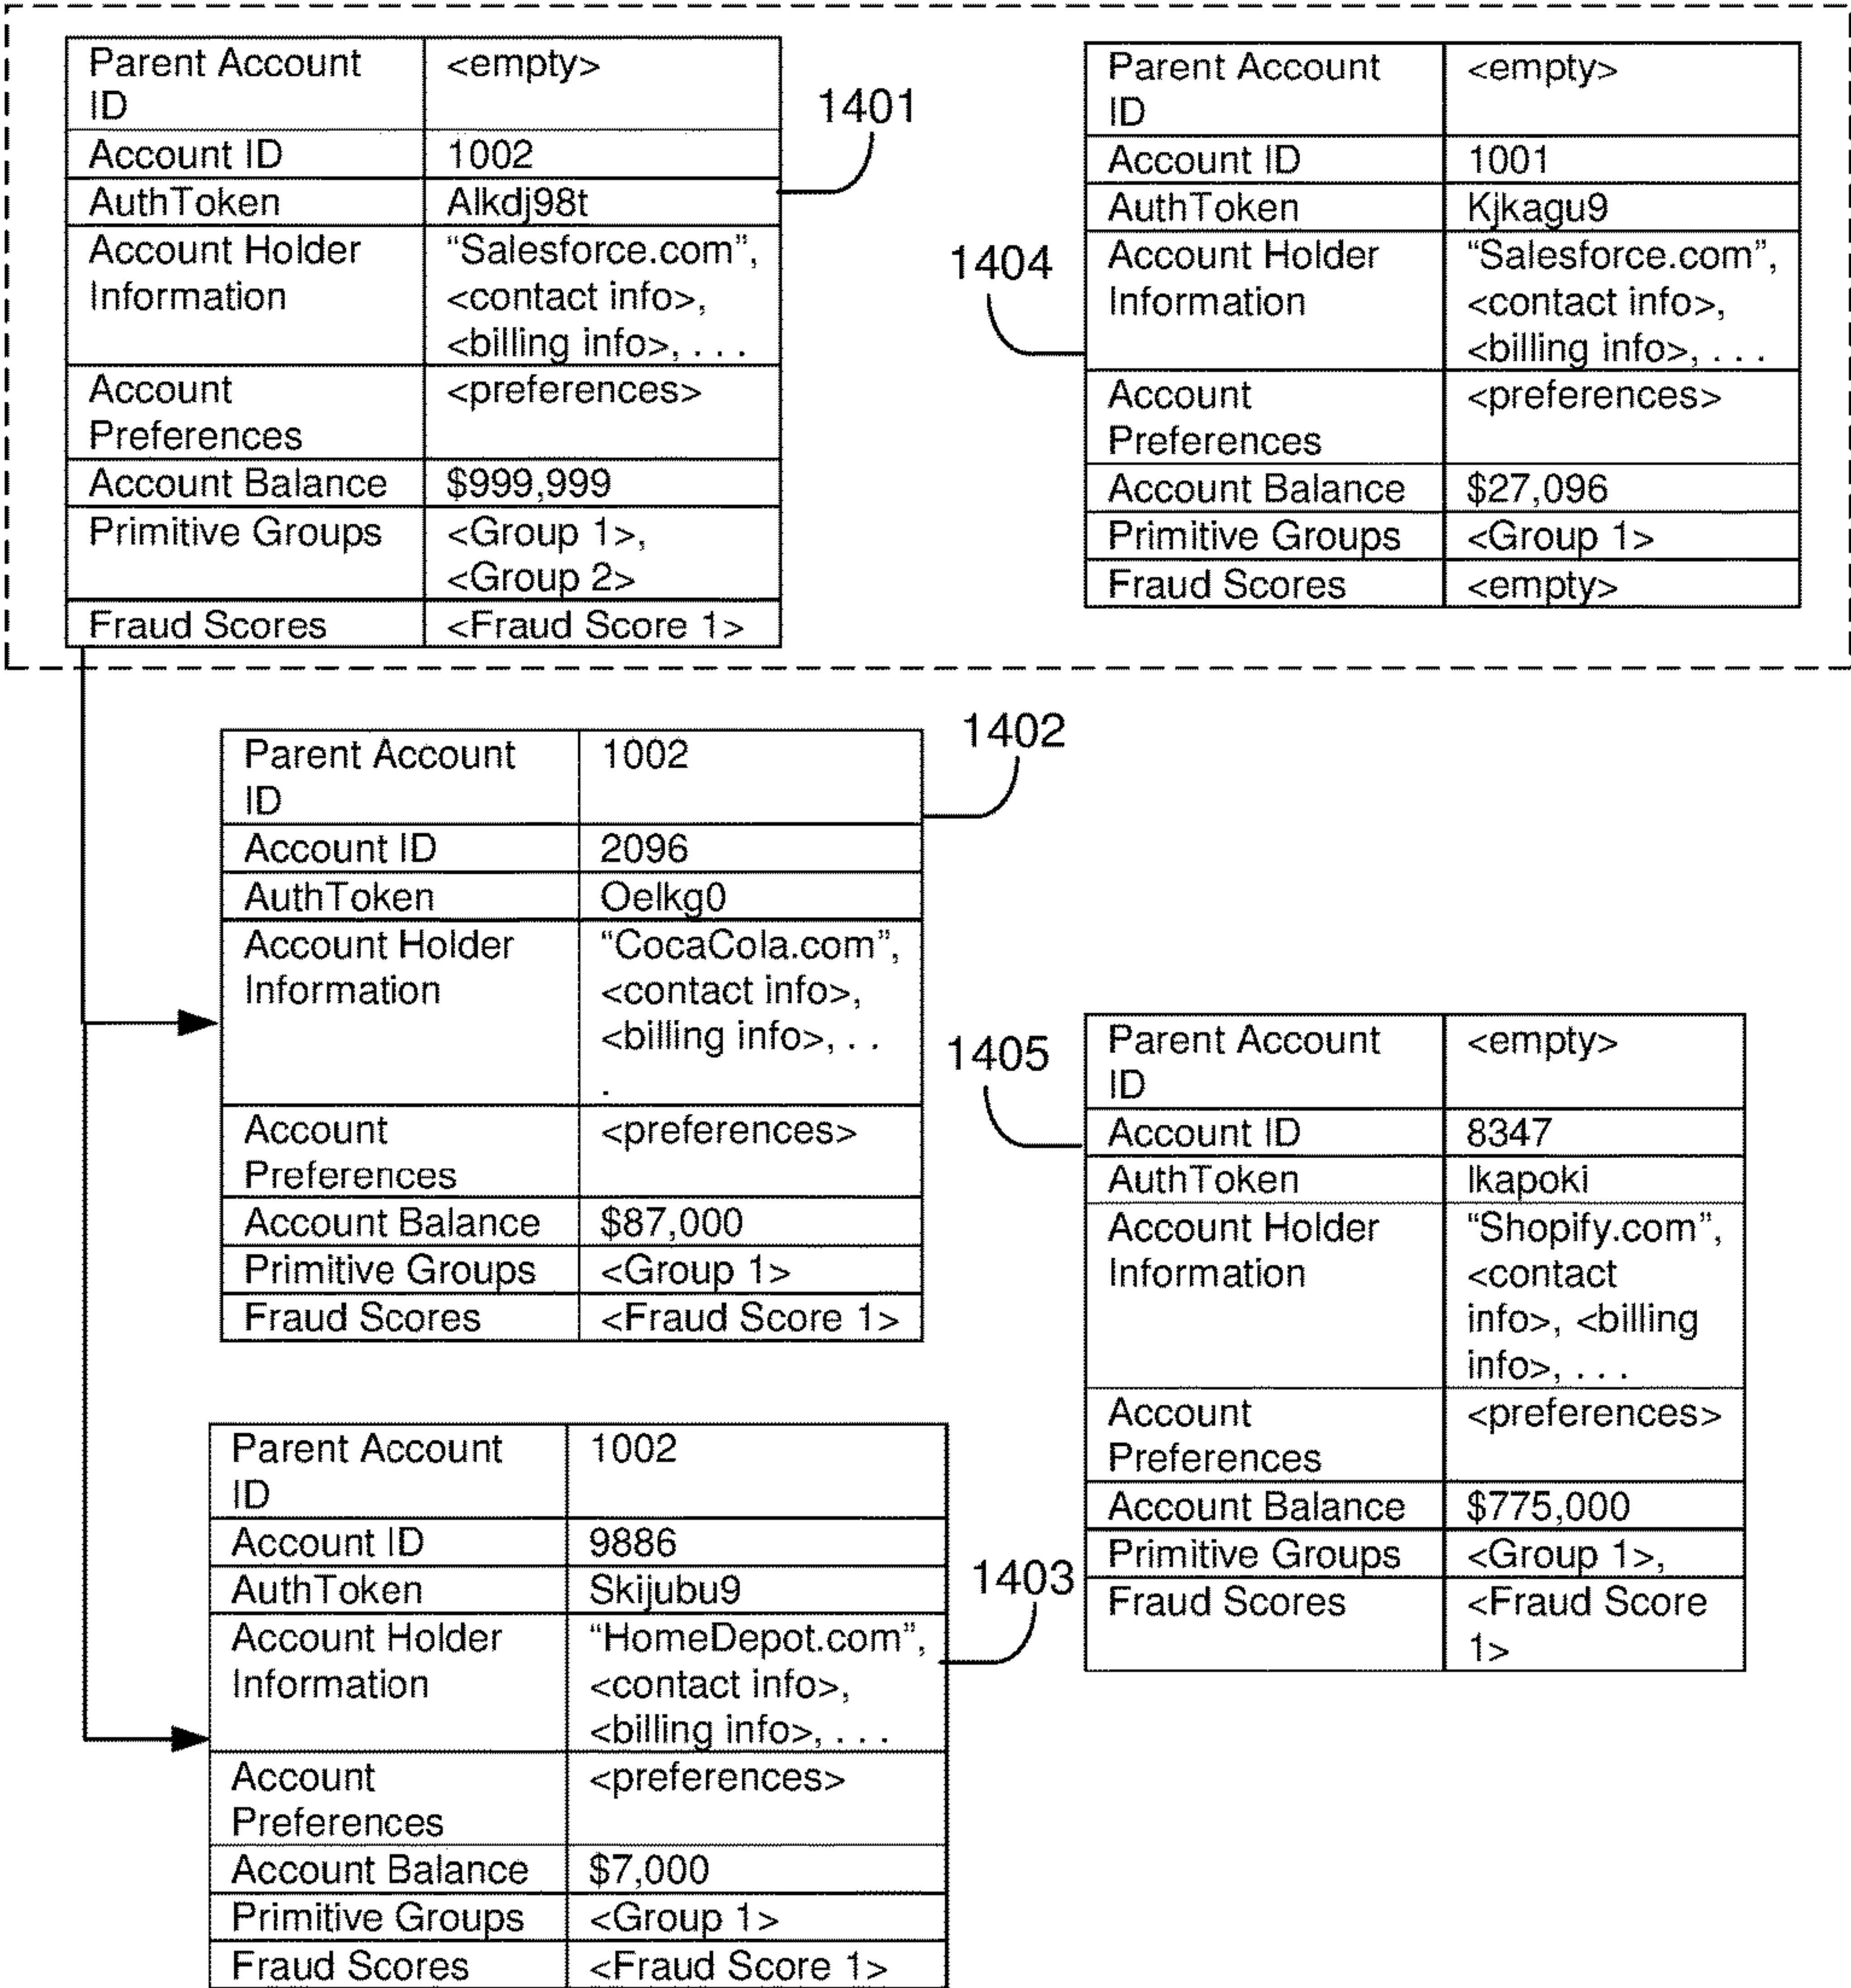 Parent Account <empty>
ID
Account ID 1002
AuthToken Alkdj98t
Account Holder "Salesforce.com",
Information <contact info>,
<billing info>, . . .
Account <preferences>
Preferences
Account Balance $999,999
Primitive Groups <Group 1>,
<Group 2>
Fraud Scores <Fraud Score 1>
1401
Parent Account <empty>
ID
Account ID 1001
AuthToken Kjkagu9
Account Holder "Salesforce.com",
Information <contact info>,
<billing info>, . . .
Account <preferences>
Preferences
Account Balance $27,096
Primitive Groups <Group 1>
Fraud Scores <empty>
1404
Parent Account 1002
ID
Account ID 2096
AuthToken Oelkg0
Account Holder "CocaCola.com",
Information <contact info>,
<billing info>, . .
.
Account <preferences>
Preferences
Account Balance $87,000
Primitive Groups <Group 1>
Fraud Scores <Fraud Score 1>
1402
Parent Account <empty>
ID
Account ID 8347
AuthToken Ikapoki
Account Holder "Shopify.com",
Information <contact
info>, <billing
info>, . . .
Account <preferences>
Preferences
Account Balance $775,000
Primitive Groups <Group 1>,
Fraud Scores <Fraud Score
1>
1405
Parent Account 1002
ID
Account ID 9886
AuthToken Skijubu9
Account Holder "HomeDepot.com",
Information <contact info>,
<billing info>, . . .
Account <preferences>
Preferences
Account Balance $7,000
Primitive Groups <Group 1>
Fraud Scores <Fraud Score 1>
1403